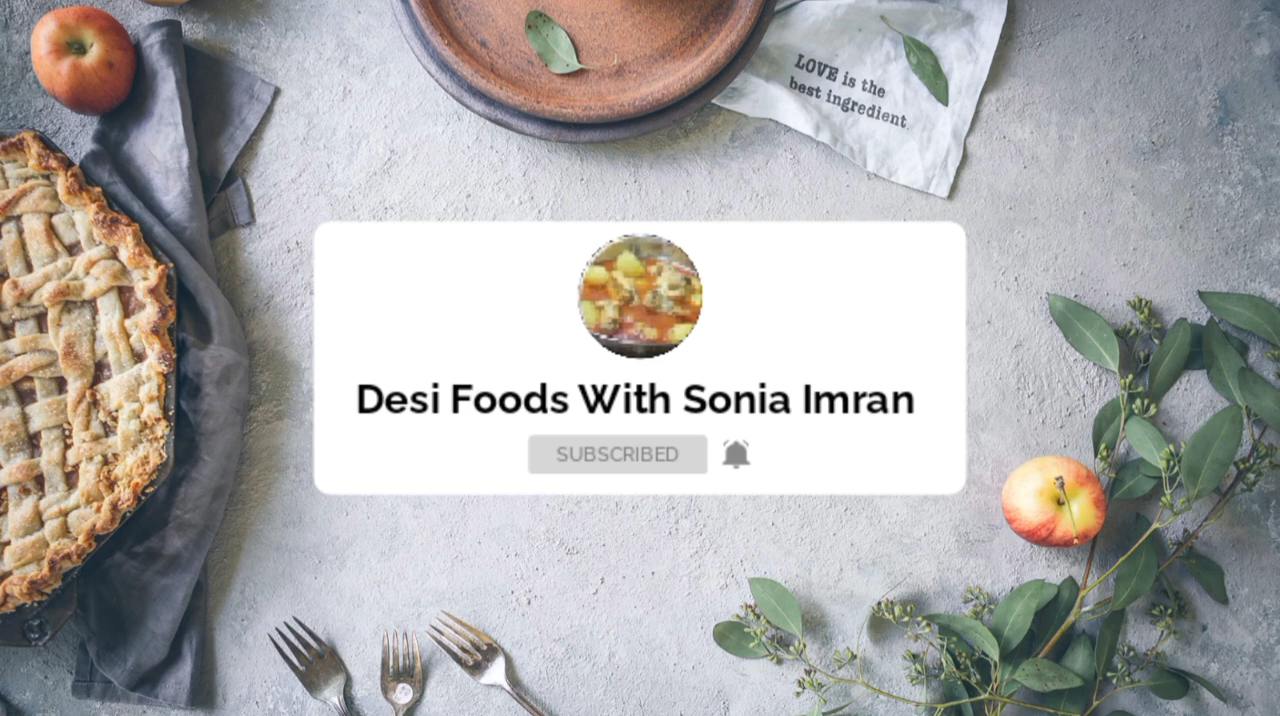 LOVE is the
best ingredient.
Desi Foods With Sonia Imran
SUBSCRIBED